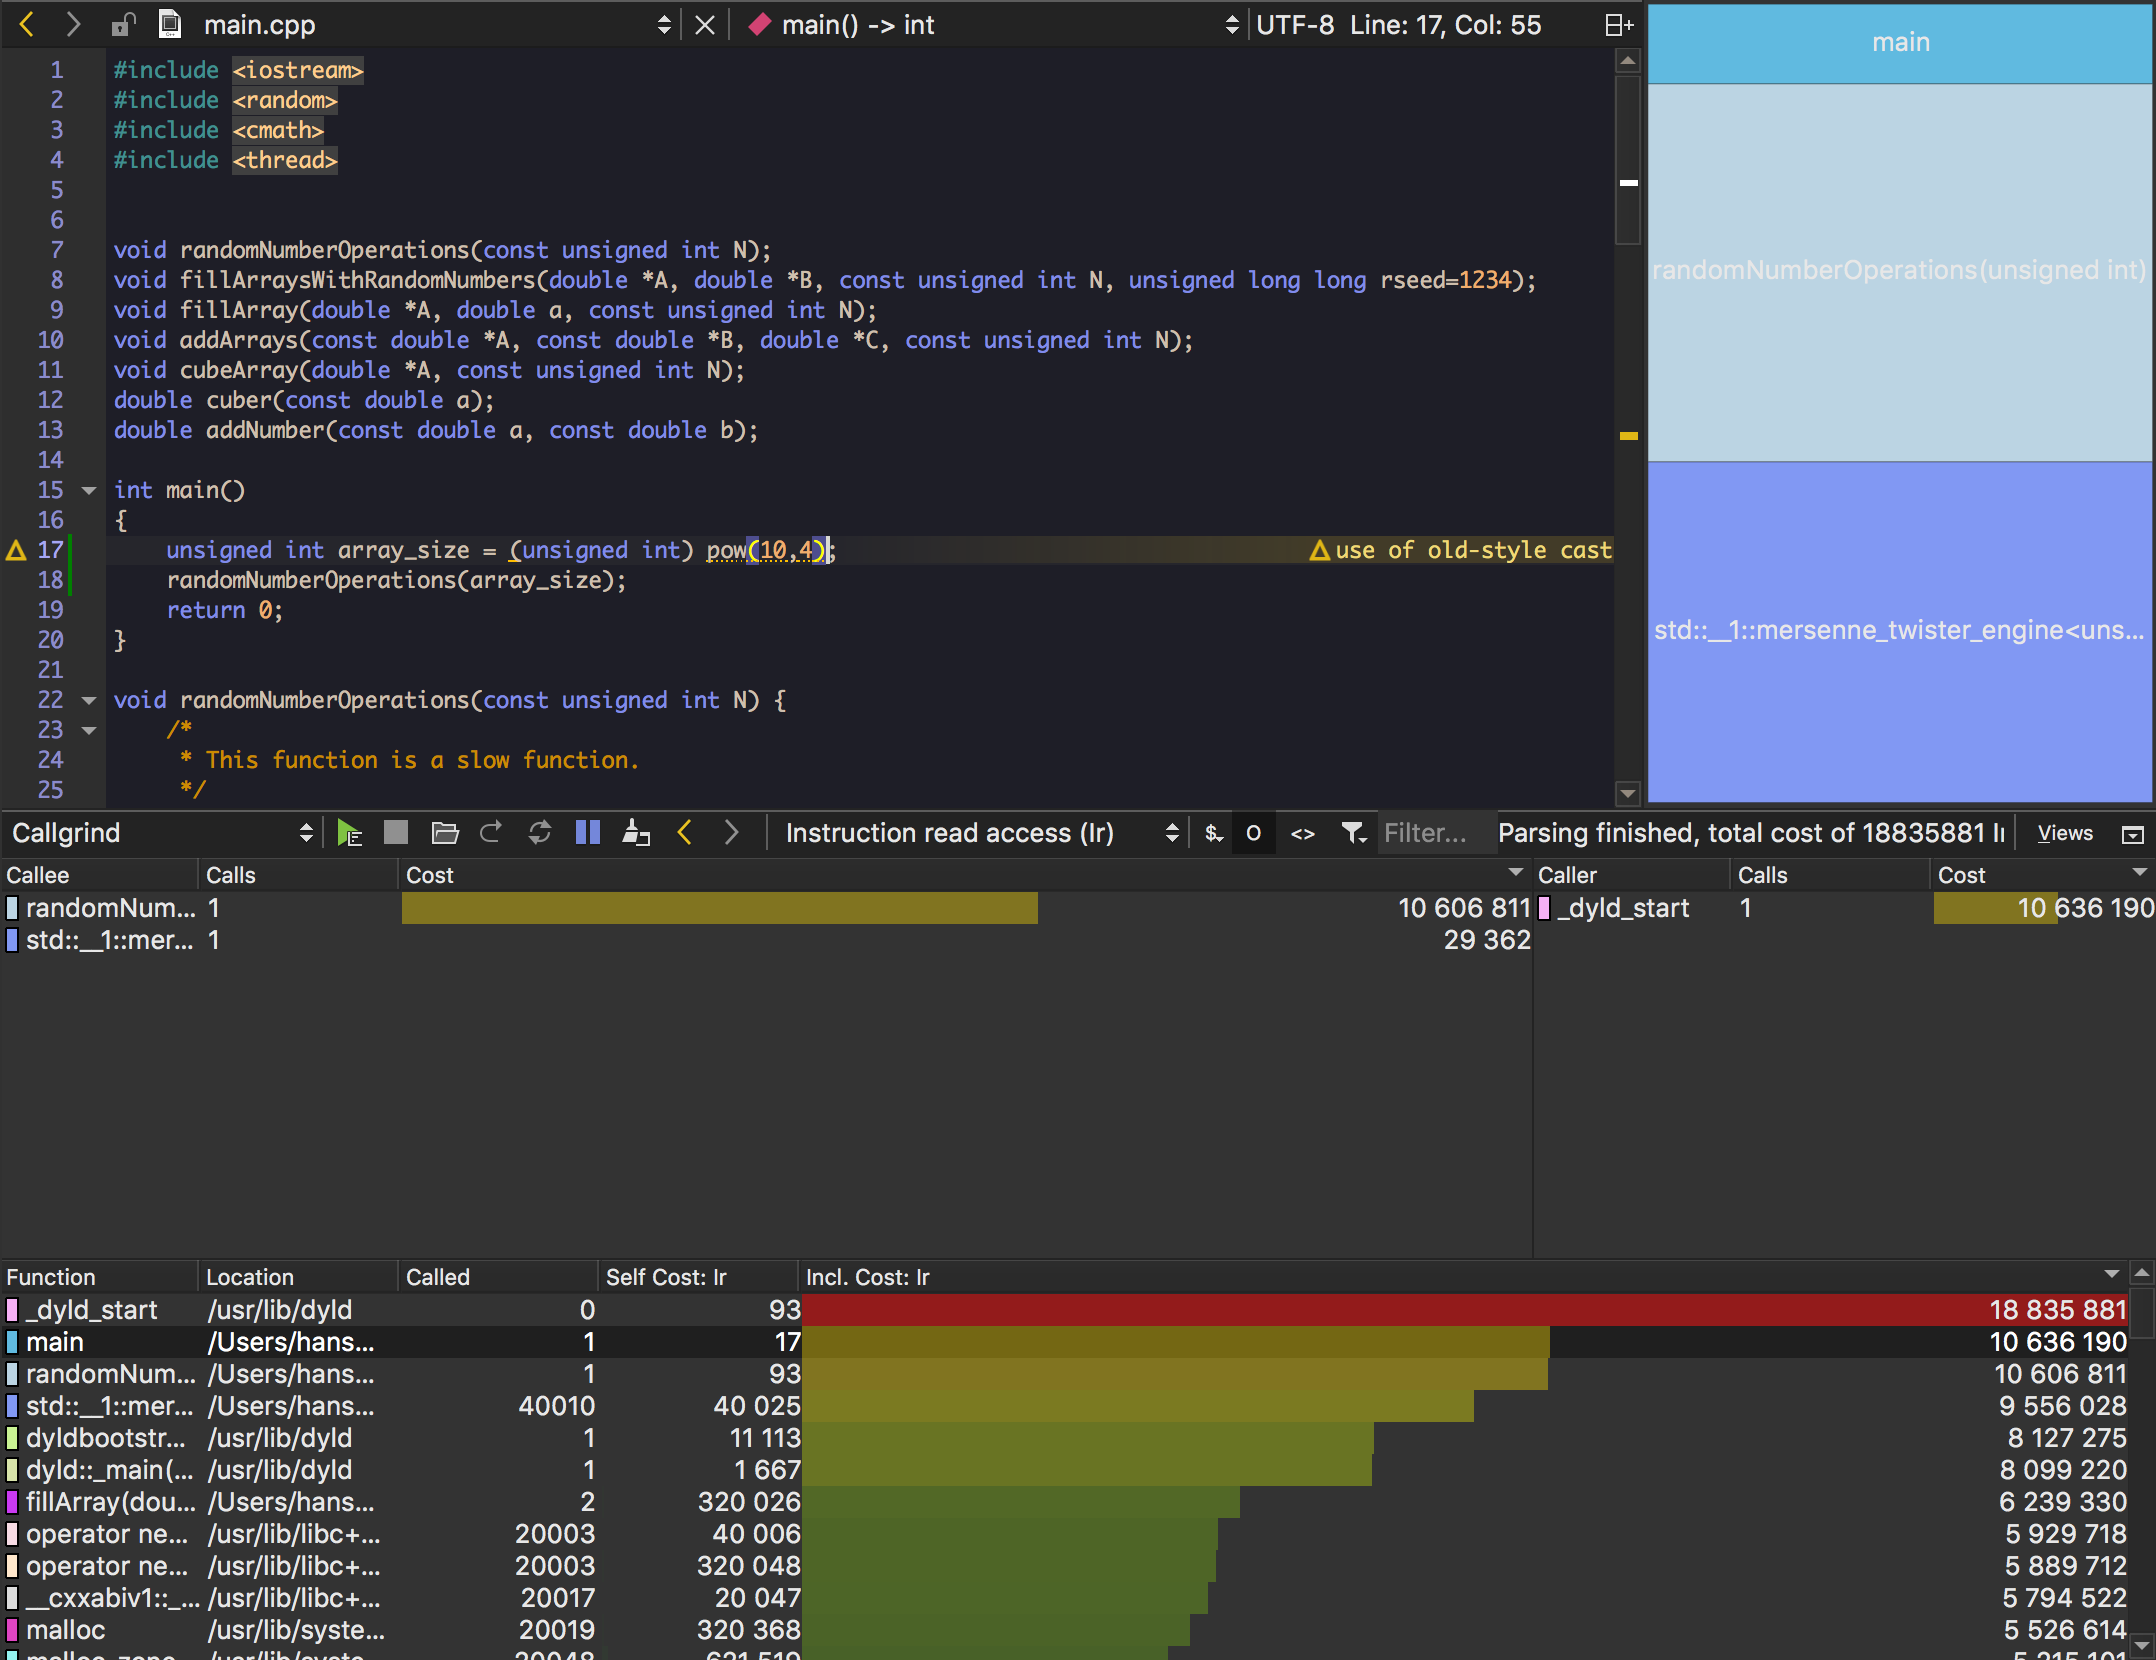 main.cpp main() -> int UTF-8 Line: 17, Col: 55
1 #include <iostream>
2 #include <random>
3 #include <cmath>
4 #include <thread>
5
6
7 void randomNumberOperations(const unsigned int N);
8 void fillArraysWithRandomNumbers(double *A, double *B, const unsigned int N, unsigned long long rseed=1234);
9 void fillArray(double *A, double a, const unsigned int N);
10 void addArrays(const double *A, const double *B, double *C, const unsigned int N);
11 void cubeArray(double *A, const unsigned int N);
12 double cuber(const double a);
13 double addNumber(const double a, const double b);
14
15 int main()
16 {
17 unsigned int array_size = (unsigned int) pow(10,4); use of old-style cast
18 randomNumberOperations(array_size);
19 return 0;
20 }
21
22 void randomNumberOperations(const unsigned int N) {
23 /*
24 * This function is a slow function.
25 */
main
randomNumberOperations(unsigned int)
std::__1::mersenne_twister_engine<uns...
Callgrind Instruction read access (Ir) $ O <> Filter... Parsing finished, total cost of 18835881 Views
Callee Calls Cost
randomNum... 1 10 606 811
std::__1::mer... 1 29 362
Caller Calls Cost
_dyld_start 1 10 636 190
Function Location Called Self Cost: Ir Incl. Cost: Ir
_dyld_start /usr/lib/dyld 0 93 18 835 881
main /Users/hans... 1 17 10 636 190
randomNum... /Users/hans... 1 93 10 606 811
std::__1::mer... /Users/hans... 40010 40 025 9 556 028
dyldbootstr... /usr/lib/dyld 1 11 113 8 127 275
dyld::_main(... /usr/lib/dyld 1 1 667 8 099 220
fillArray(dou... /Users/hans... 2 320 026 6 239 330
operator ne... /usr/lib/libc+... 20003 40 006 5 929 718
operator ne... /usr/lib/libc+... 20003 320 048 5 889 712
__cxxabiv1::_... /usr/lib/libc+... 20017 20 047 5 794 522
malloc /usr/lib/syste... 20019 320 368 5 526 614